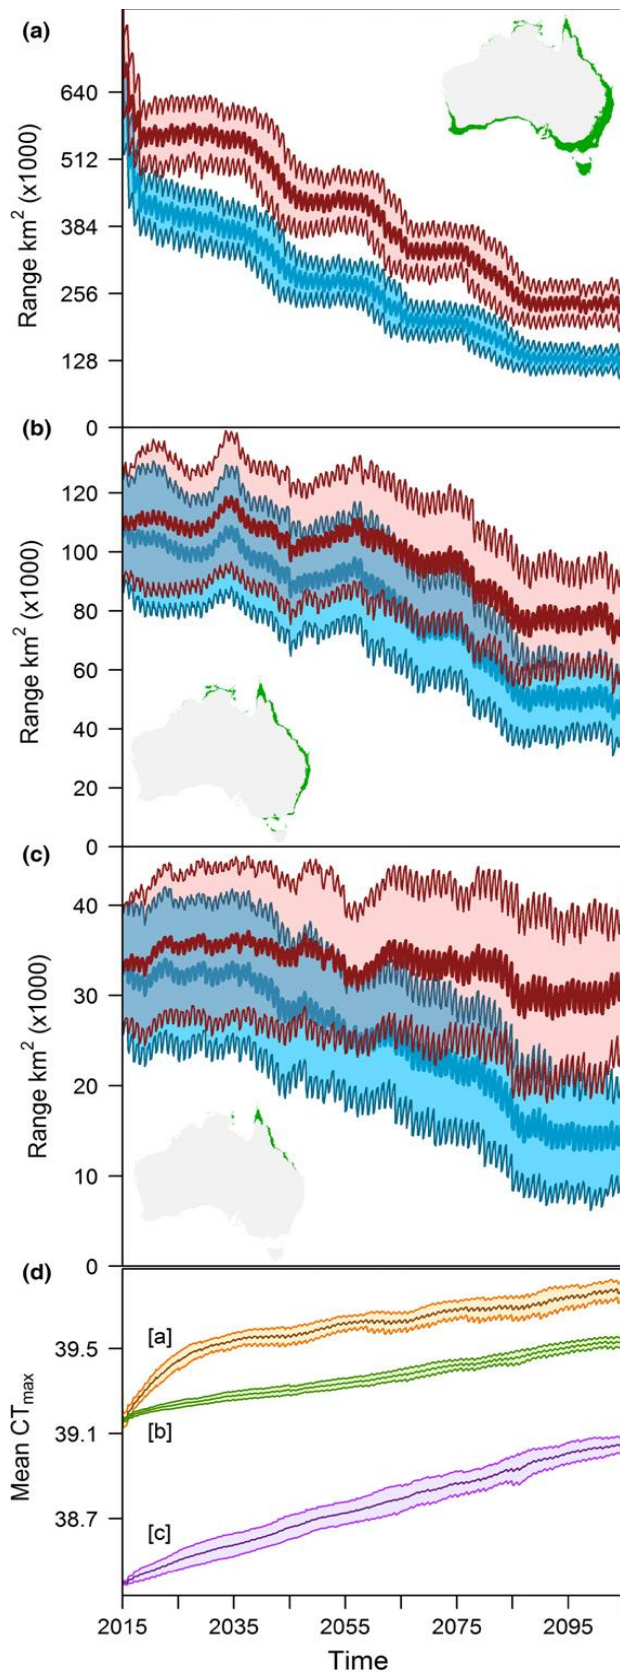 (a)
640
512
384
256
128
0
Range km² (x1000)
(b)
120
100
80
60
40
20
0
Range km² (x1000)
(c)
40
30
20
10
0
Range km² (x1000)
(d)
[a]
39.5
[b]
39.1
38.7
[c]
Mean CTmax
2015 2035 2055 2075 2095
Time